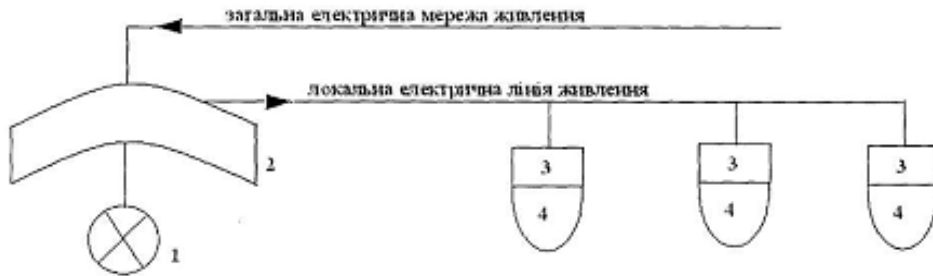 загальна електрична мережа живлення
локальна електрична лінія живлення
2
3 3 3
4 4 4
1